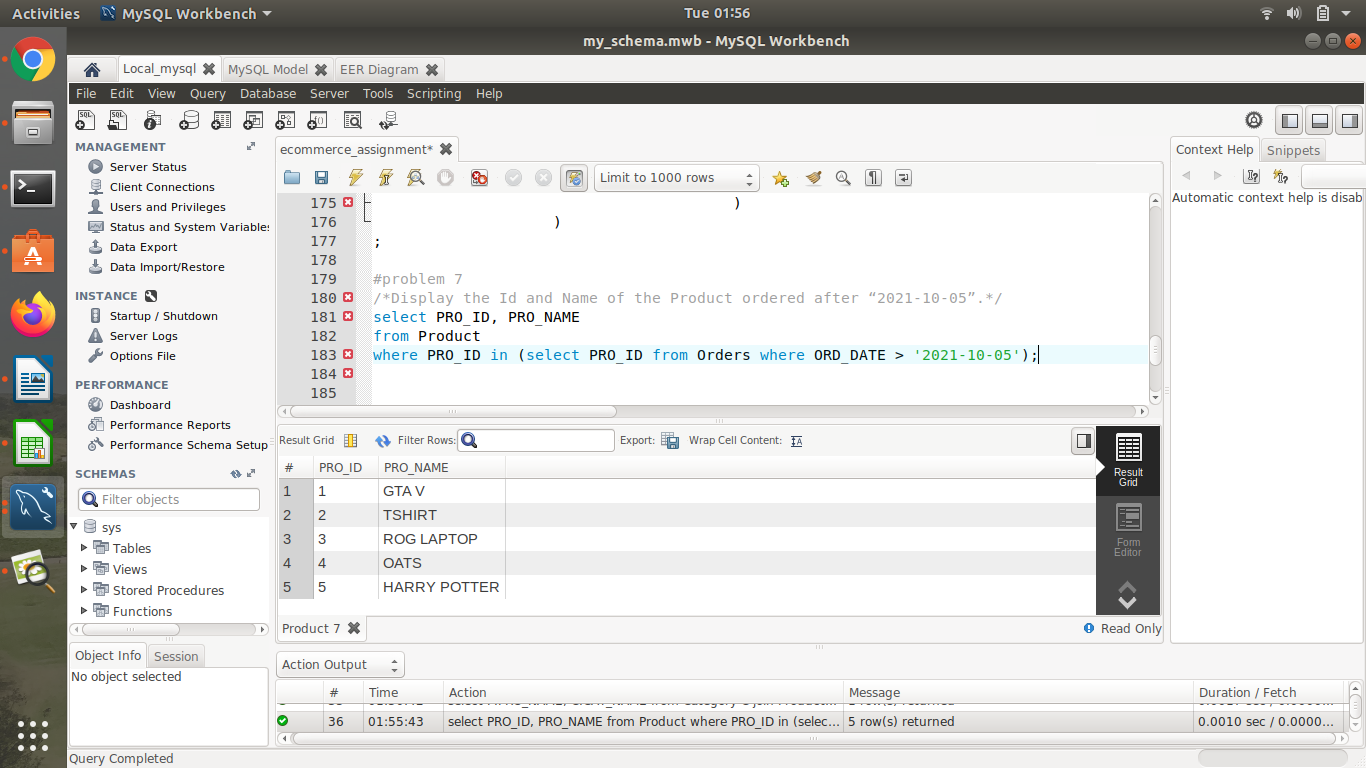 Activities MySQL Workbench Tue 01:56
my_schema.mwb - MySQL Workbench
Local_mysql MySQL Model EER Diagram
File Edit View Query Database Server Tools Scripting Help
MANAGEMENT
Server Status
Client Connections
Users and Privileges
Status and System Variables
Data Export
Data Import/Restore
INSTANCE
Startup / Shutdown
Server Logs
Options File
PERFORMANCE
Dashboard
Performance Reports
Performance Schema Setup
SCHEMAS
Filter objects
sys
Tables
Views
Stored Procedures
Functions
Object Info Session
No object selected
ecommerce_assignment*
Limit to 1000 rows
175 )
176 )
177 ;
178
179 #problem 7
180 /*Display the Id and Name of the Product ordered after “2021-10-05”.*/
181 select PRO_ID, PRO_NAME
182 from Product
183 where PRO_ID in (select PRO_ID from Orders where ORD_DATE > '2021-10-05');
184
185
Result Grid Filter Rows: Export: Wrap Cell Content:
# PRO_ID PRO_NAME
1 1 GTA V
2 2 TSHIRT
3 3 ROG LAPTOP
4 4 OATS
5 5 HARRY POTTER
Result Grid
Form Editor
Product 7 Read Only
Context Help Snippets
Automatic context help is disab
Action Output
# Time Action Message Duration / Fetch
36 01:55:43 select PRO_ID, PRO_NAME from Product where PRO_ID in (selec... 5 row(s) returned 0.0010 sec / 0.0000...
Query Completed